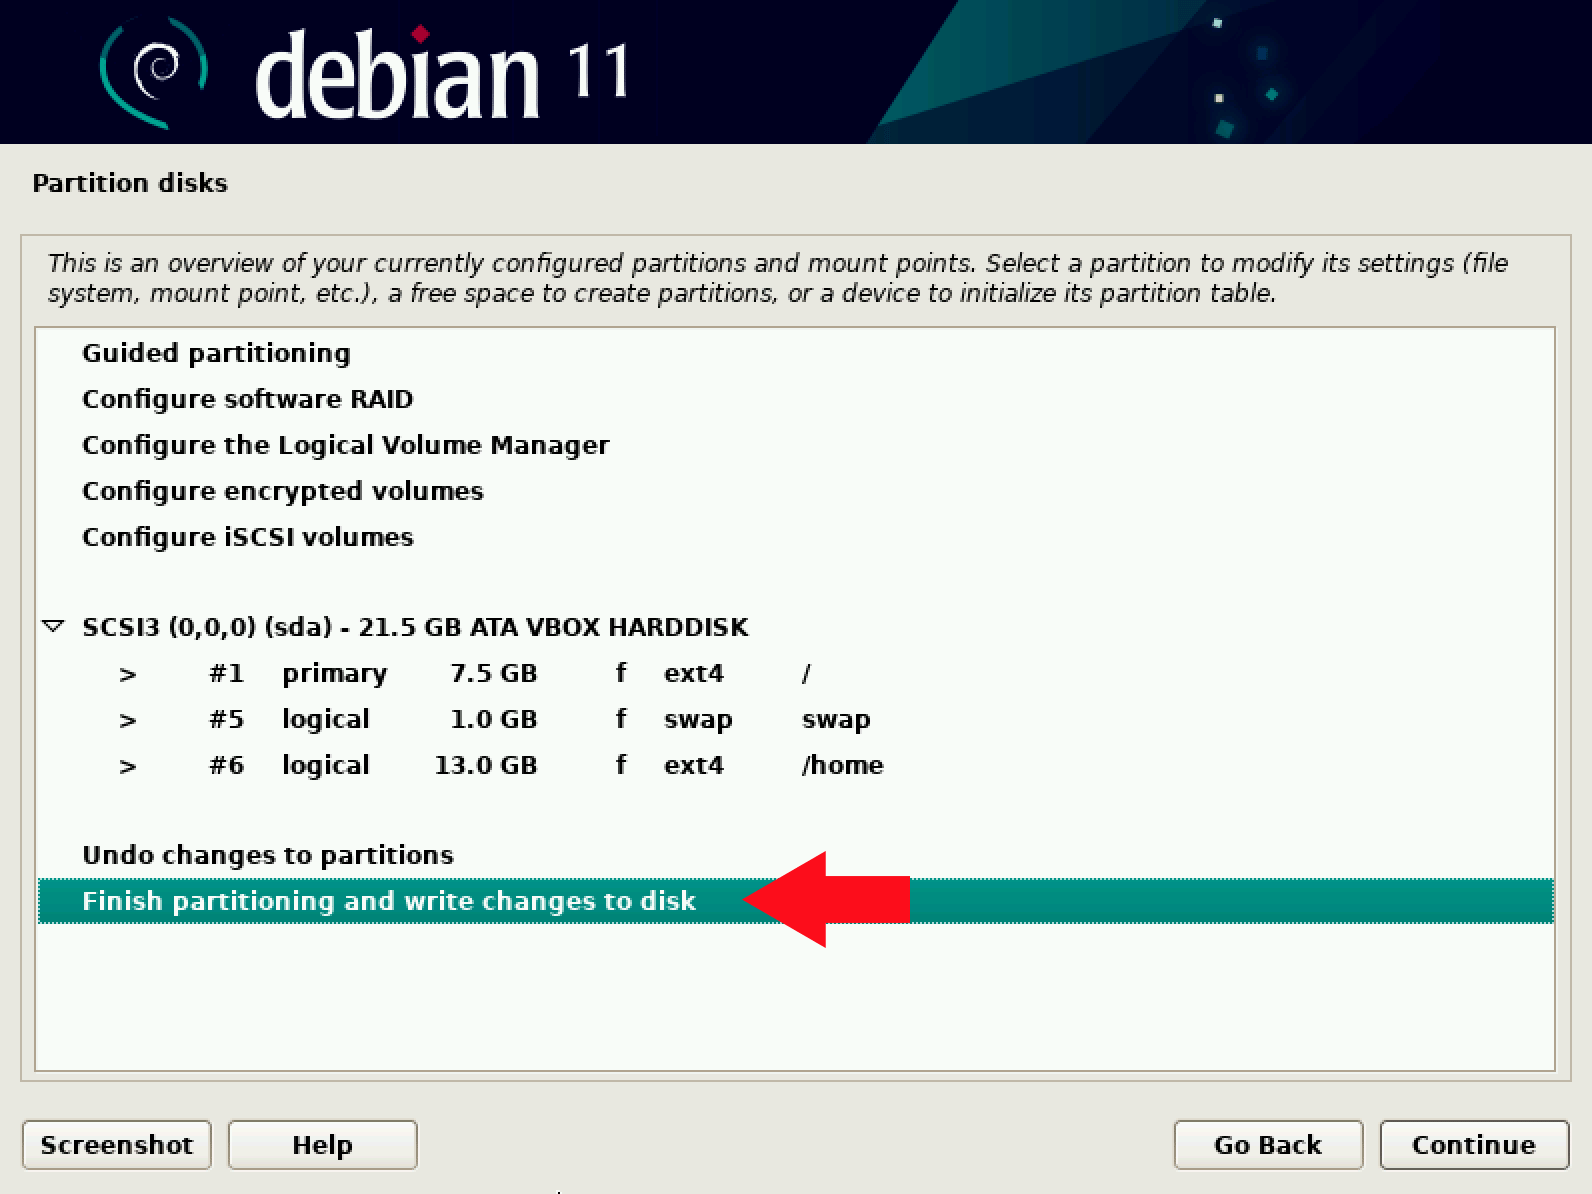 debian 11
Partition disks
This is an overview of your currently configured partitions and mount points. Select a partition to modify its settings (file
system, mount point, etc.), a free space to create partitions, or a device to initialize its partition table.
Guided partitioning
Configure software RAID
Configure the Logical Volume Manager
Configure encrypted volumes
Configure iSCSI volumes
SCSI3 (0,0,0) (sda) - 21.5 GB ATA VBOX HARDDISK
> #1 primary 7.5 GB f ext4 /
> #5 logical 1.0 GB f swap swap
> #6 logical 13.0 GB f ext4 /home
Undo changes to partitions
Finish partitioning and write changes to disk
Screenshot Help Go Back Continue